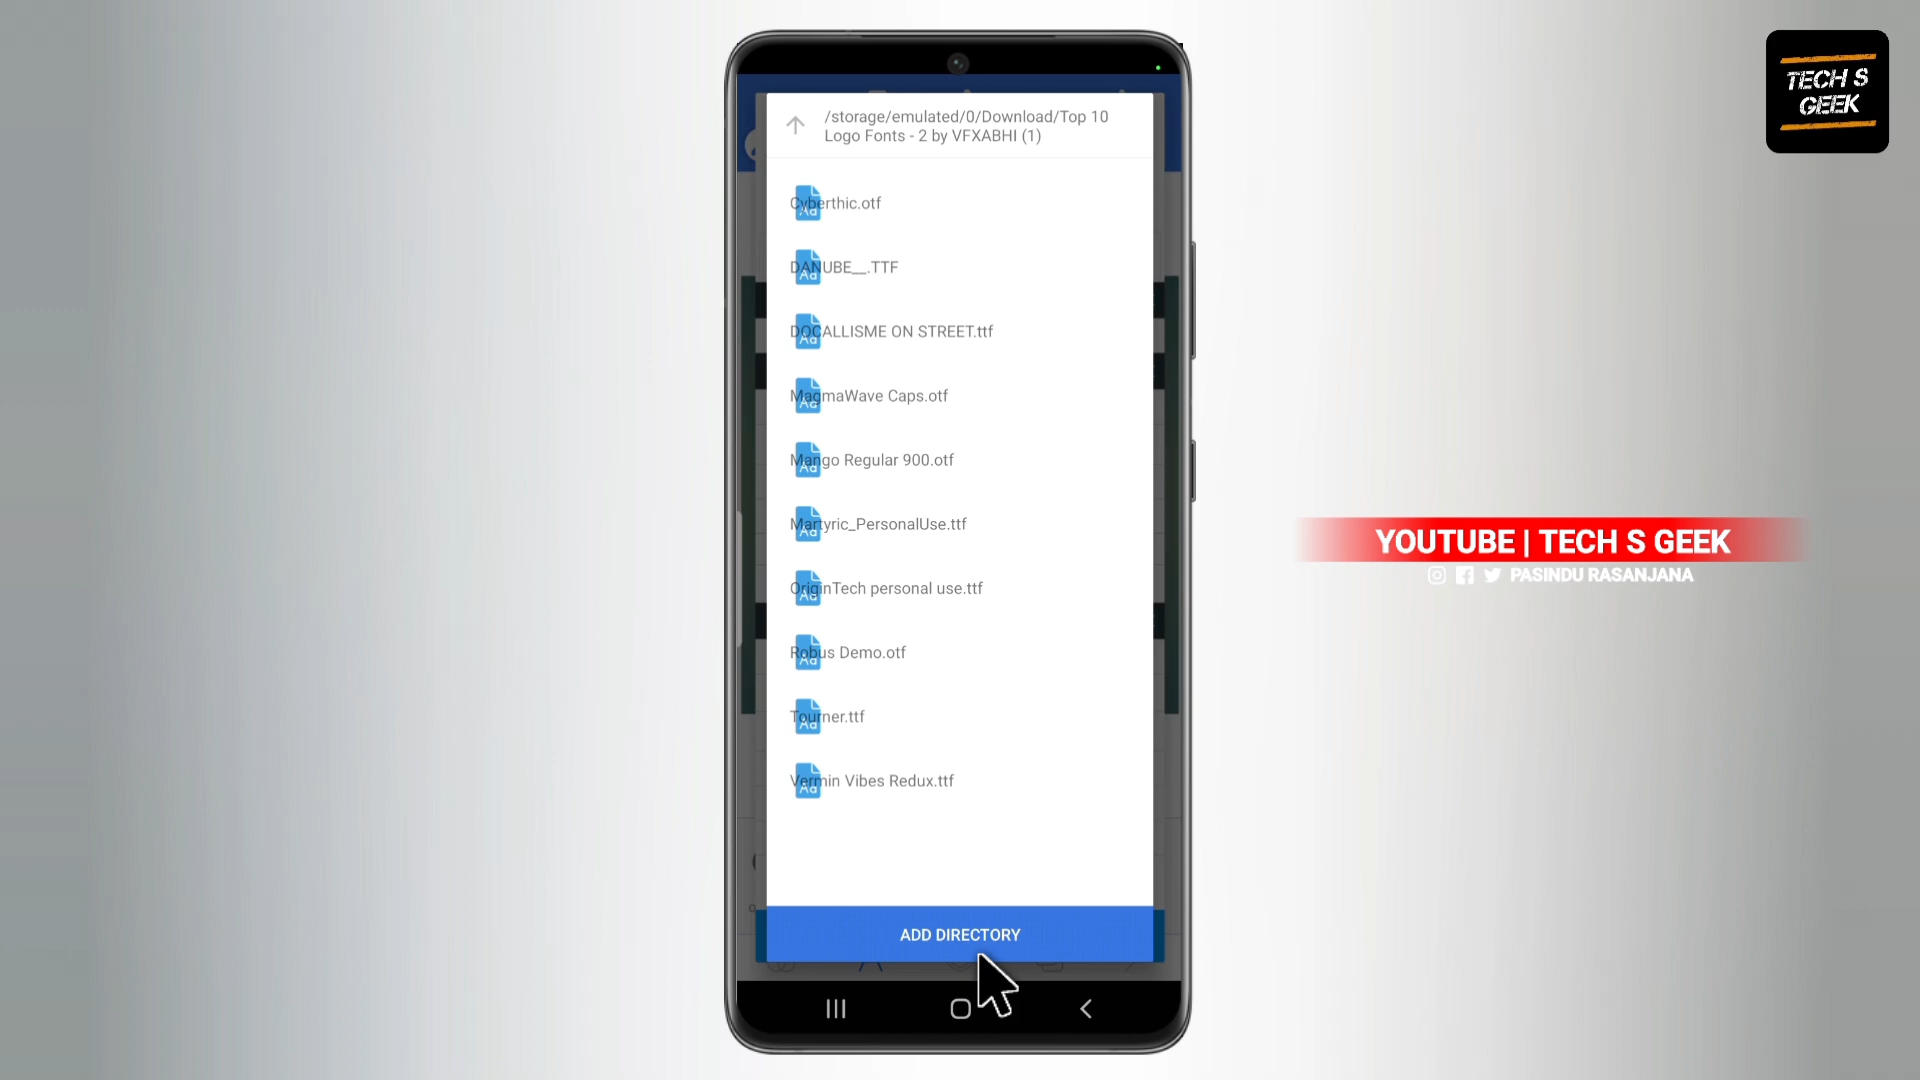 TECH S
GEEK
/storage/emulated/0/Download/Top 10
Logo Fonts - 2 by VFXABHI (1)
Cyberthic.otf
DANUBE__.TTF
DOCALLISME ON STREET.ttf
MagmaWave Caps.otf
Mango Regular 900.otf
Martyric_PersonalUse.ttf
OriginTech personal use.ttf
Robus Demo.otf
Tourner.ttf
Vermin Vibes Redux.ttf
ADD DIRECTORY
YOUTUBE | TECH S GEEK
PASINDU RASANJANA